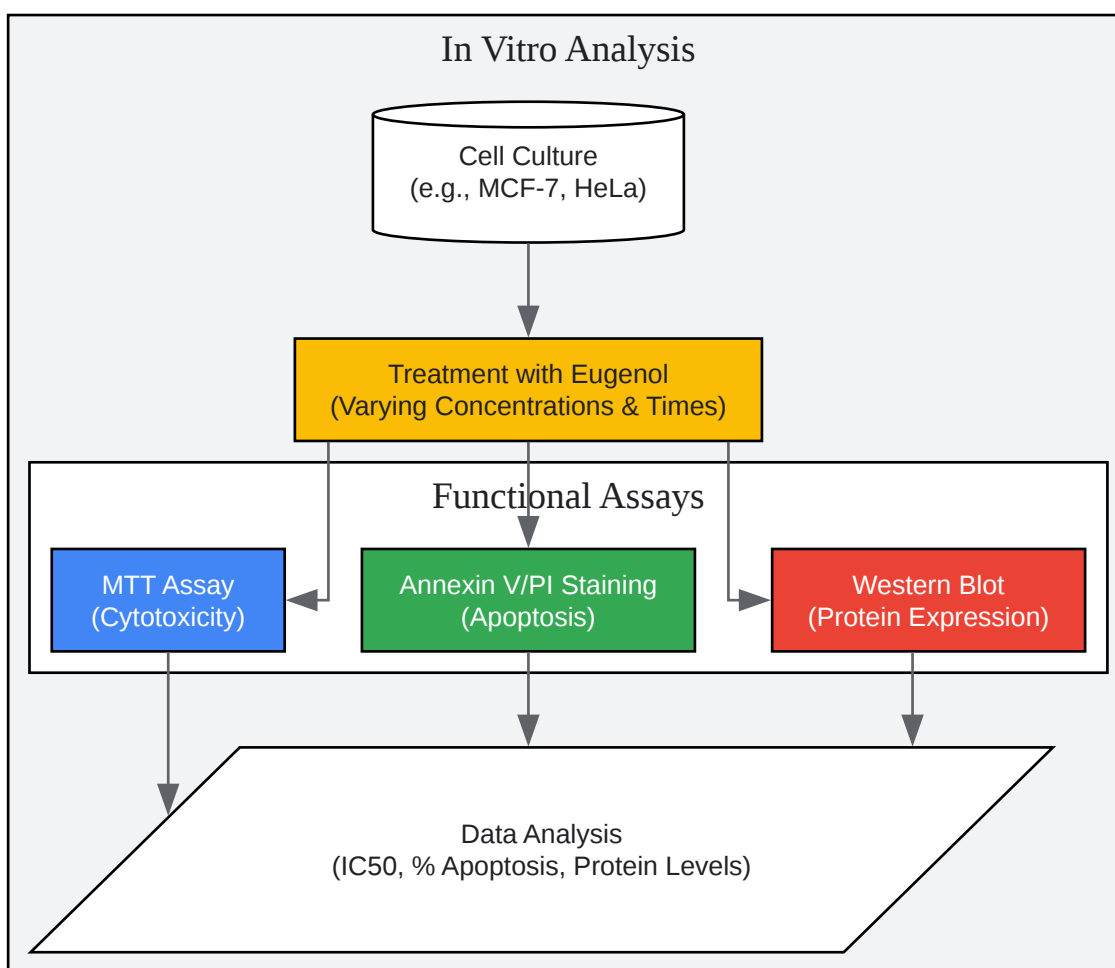 In Vitro Analysis
Cell Culture
(e.g., MCF-7, HeLa)
Treatment with Eugenol
(Varying Concentrations & Times)
Functional Assays
MTT Assay
(Cytotoxicity)
Annexin V/PI Staining
(Apoptosis)
Western Blot
(Protein Expression)
Data Analysis
(IC50, % Apoptosis, Protein Levels)